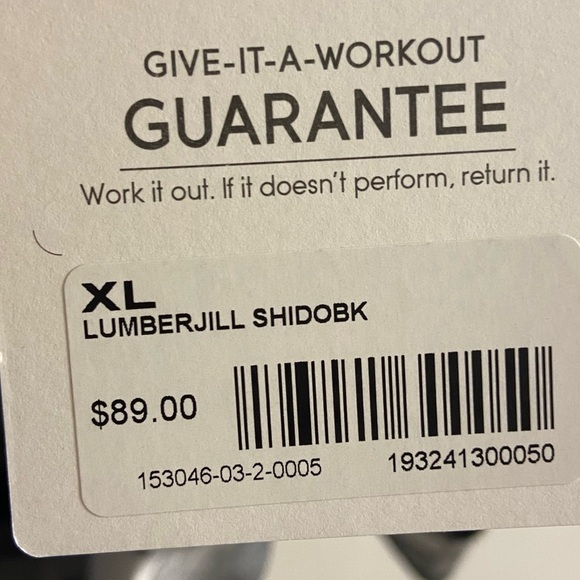 GIVE-IT-A-WORKOUT
GUARANTEE
Work it out. If it doesn't perform, return it.
XL
LUMBERJILL SHIDOBK
$89.00
153046-03-2-0005
193241300050